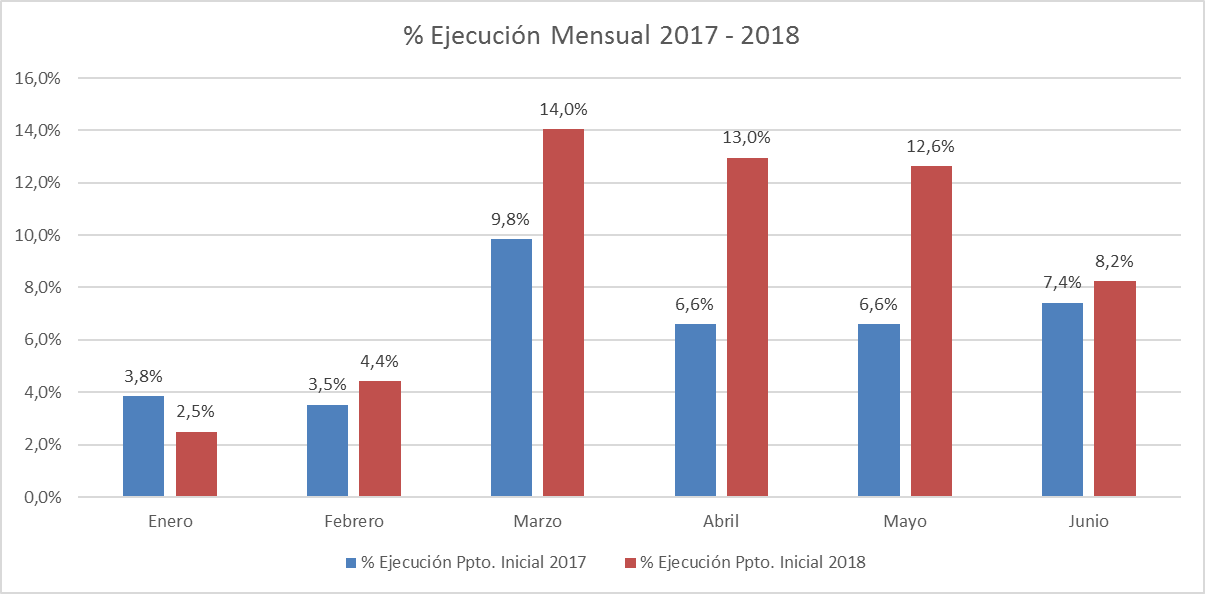 % Ejecución Mensual 2017 - 2018
16,0%
14,0%
12,0%
10,0%
8,0%
6,0%
4,0%
2,0%
0,0%
3,8%
2,5%
3,5%
4,4%
9,8%
14,0%
6,6%
13,0%
6,6%
12,6%
7,4%
8,2%
Enero
Febrero
Marzo
Abril
Mayo
Junio
% Ejecución Ppto. Inicial 2017
% Ejecución Ppto. Inicial 2018